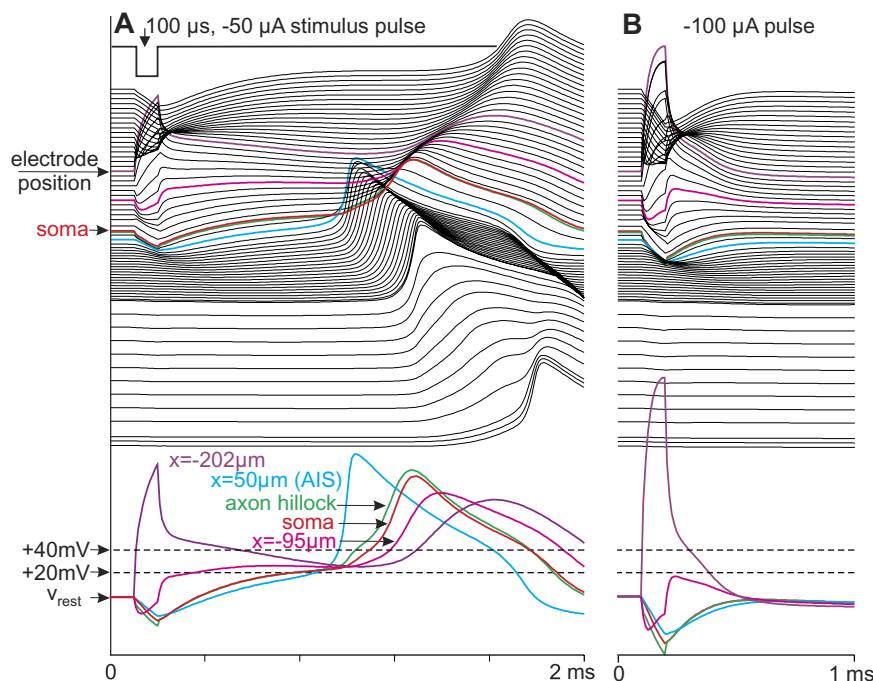 A
100 µs, -50 µA stimulus pulse
B
-100 µA pulse
electrode
position
soma
x=-202µm
x=50µm (AIS)
axon hillock
soma
x=-95µm
+40mV
+20mV
vrest
0
2 ms
0
1 ms